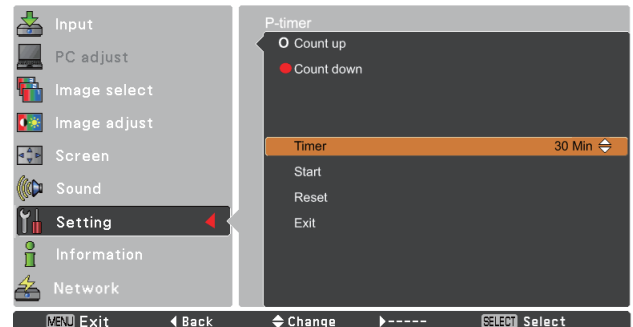 Input
PC adjust
Image select
Image adjust
Screen
Sound
Setting
Information
Network
P-timer
Count up
Count down
Timer 30 Min
Start
Reset
Exit
MENU Exit Back Change ----- SELECT Select